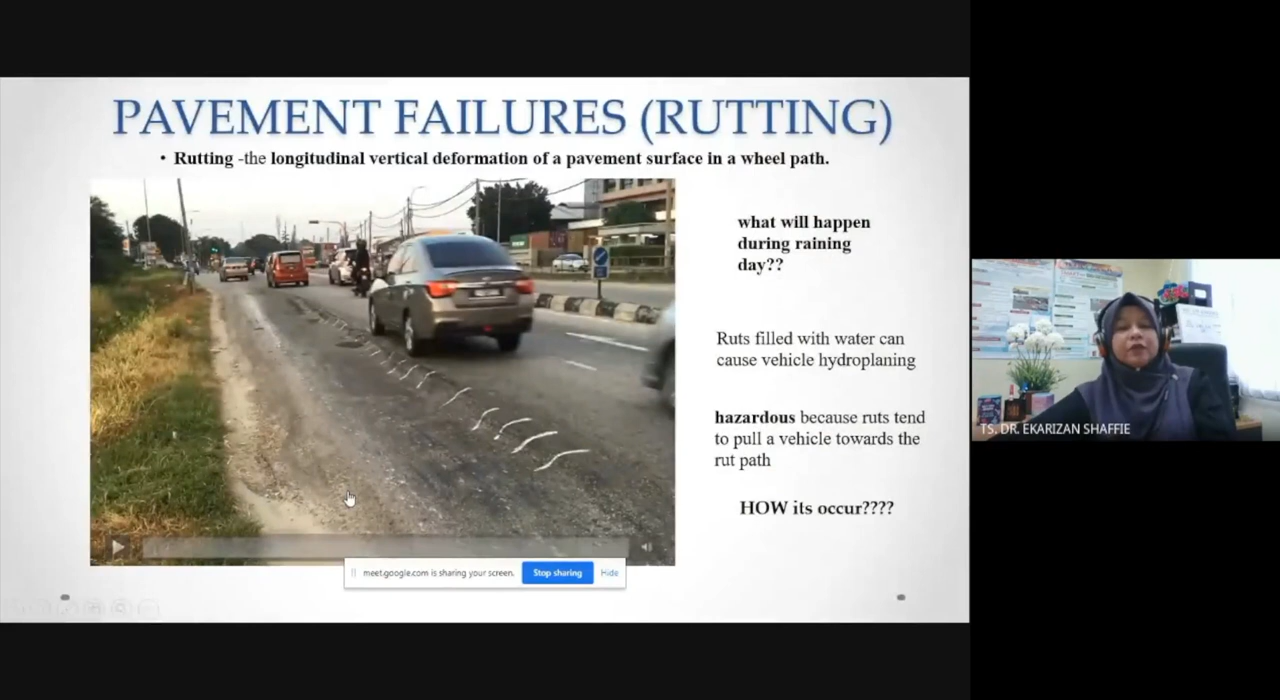 PAVEMENT FAILURES (RUTTING)
• Rutting -the longitudinal vertical deformation of a pavement surface in a wheel path.
what will happen
during raining
day??
Ruts filled with water can
cause vehicle hydroplaning
hazardous because ruts tend
to pull a vehicle towards the
rut path
HOW its occur????
meet.google.com is sharing your screen.
Stop sharing
Hide
TS. DR. EKARIZAN SHAFFIE